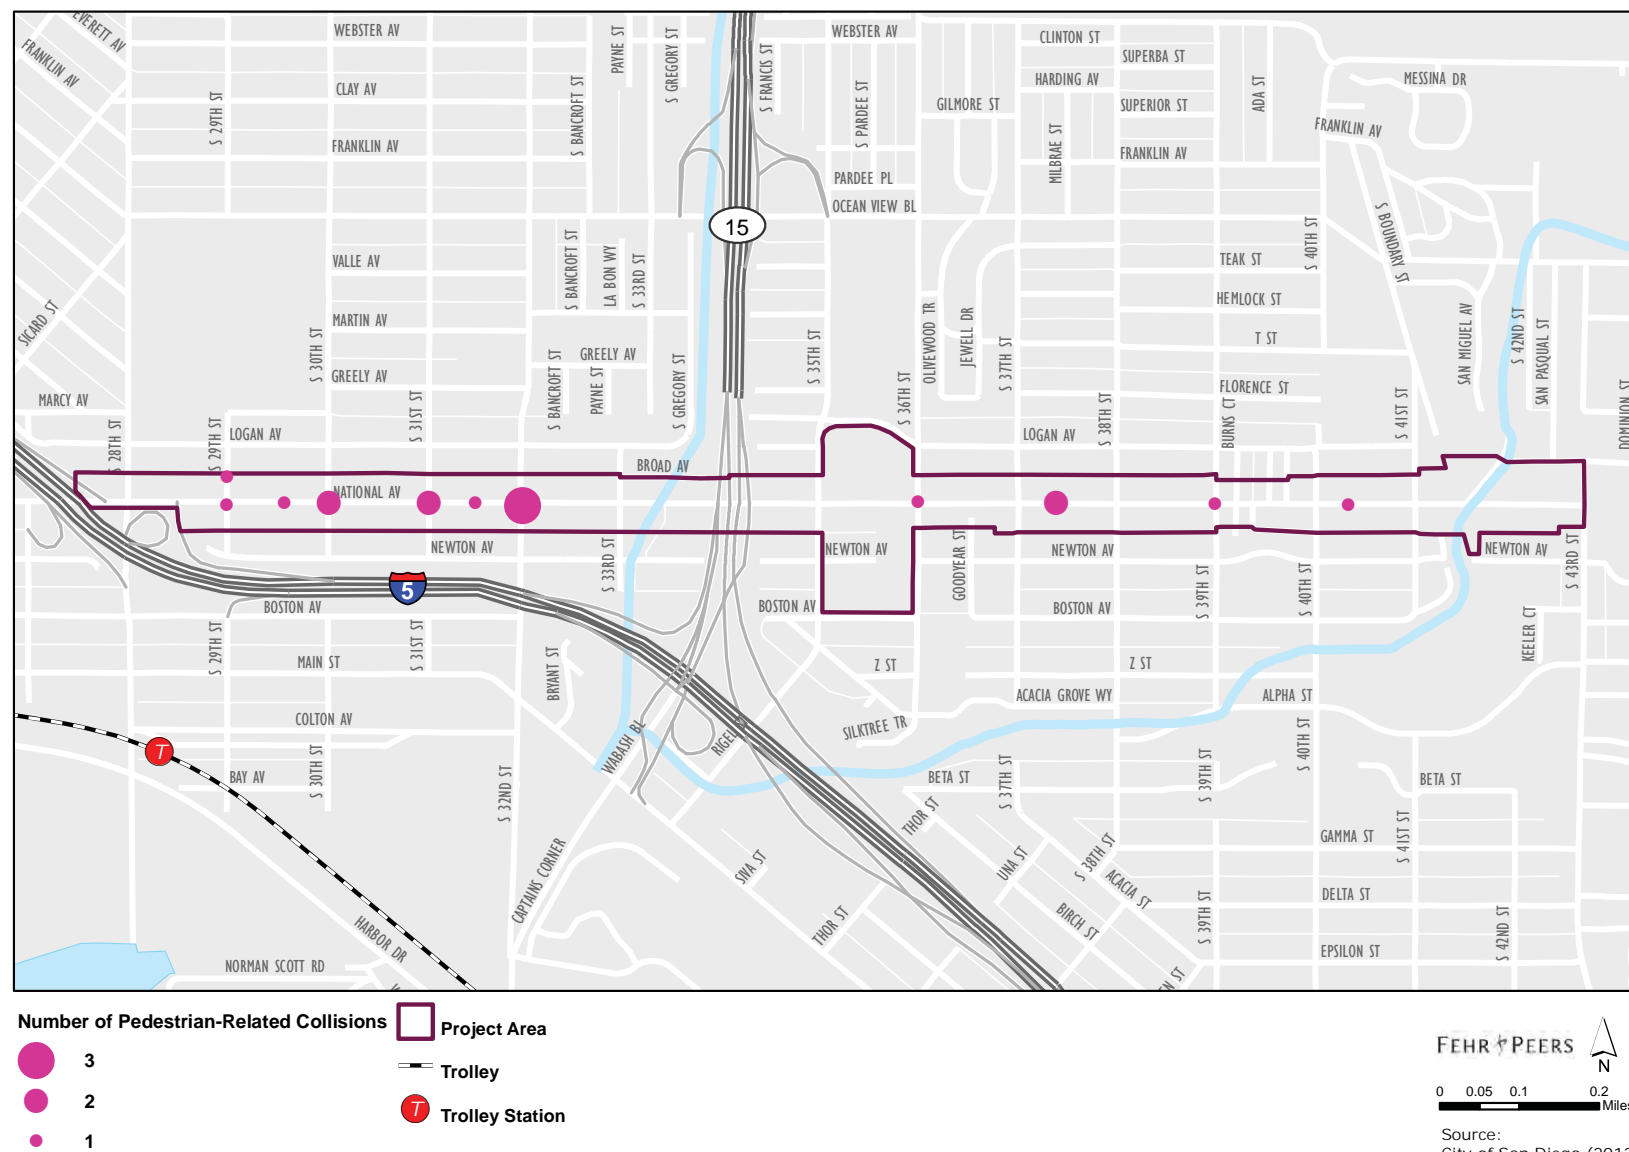 EVERETT AV
FRANKLIN AV
WEBSTER AV
PAYNE ST
S GREGORY ST
S FRANCIS ST
WEBSTER AV
CLINTON ST
SUPERBA ST
MESSINA DR
CLAY AV
S 29TH ST
S BANCROFT ST
S PARDEE ST
GILMORE ST
HARDING AV
SUPERIOR ST
ADA ST
FRANKLIN AV
FRANKLIN AV
MILBRAE ST
FRANKLIN AV
PARDEE PL
OCEAN VIEW BL
15
S BOUNDARY ST
S 40TH ST
VALLE AV
S BANCROFT ST
LA BON WY
S 33RD ST
TEAK ST
SICARD ST
HEMLOCK ST
MARTIN AV
S 30TH ST
S 35TH ST
OLIVEWOOD TR
JEWELL DR
S 37TH ST
T ST
SAN MIGUEL AV
S 42ND ST
SAN PASQUAL ST
GREELY AV
GREELY AV
S BANCROFT ST
PAYNE ST
S GREGORY ST
S 36TH ST
FLORENCE ST
MARCY AV
S 31ST ST
S 38TH ST
BURNS CT
S 41ST ST
DOMINION ST
S 28TH ST
S 29TH ST
LOGAN AV
LOGAN AV
BROAD AV
NATIONAL AV
NEWTON AV
S 33RD ST
NEWTON AV
GOODYEAR ST
NEWTON AV
NEWTON AV
S 43RD ST
5
BOSTON AV
BOSTON AV
BOSTON AV
S 39TH ST
S 40TH ST
S 29TH ST
S 31ST ST
MAIN ST
BRYANT ST
Z ST
Z ST
KEELER CT
COLTON AV
ACACIA GROVE WY
ALPHA ST
SILKTREE TR
WABASH BL
T
BAY AV
S 30TH ST
S 32ND ST
BETA ST
S 37TH ST
S 39TH ST
S 40TH ST
BETA ST
THOR ST
GAMMA ST
S 41ST ST
CAPTAINS CORNER
SIVA ST
UNA ST
S 38TH ST
ACACIA ST
DELTA ST
HARBOR DR
THOR ST
BIRCH ST
S 39TH ST
S 42ND ST
NORMAN SCOTT RD
EPSILON ST
Number of Pedestrian-Related Collisions
3
2
1
Project Area
Trolley
T Trolley Station
FEHR PEERS
N
0 0.05 0.1 0.2
Miles
Source:
City of San Diego (2012